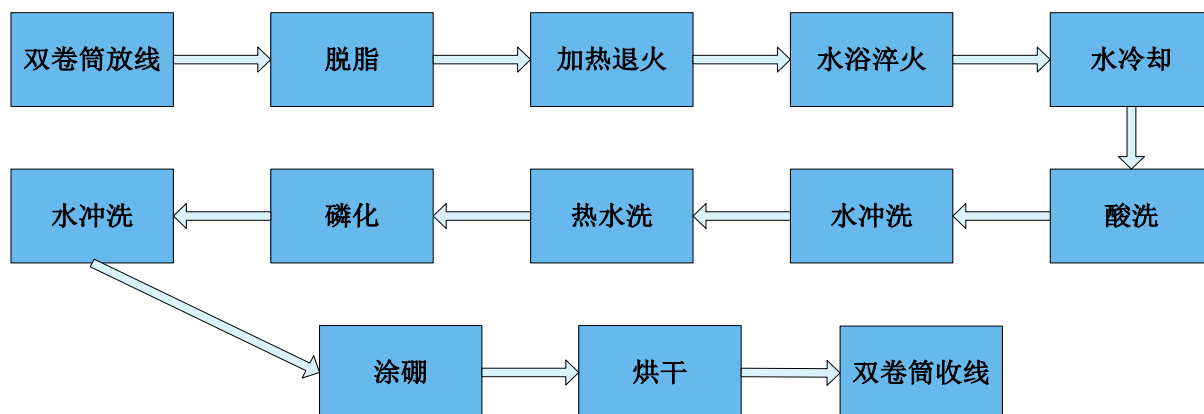 双卷筒放线
脱脂
加热退火
水浴淬火
水冷却
酸洗
水冲洗
热水洗
磷化
水冲洗
涂硼
烘干
双卷筒收线